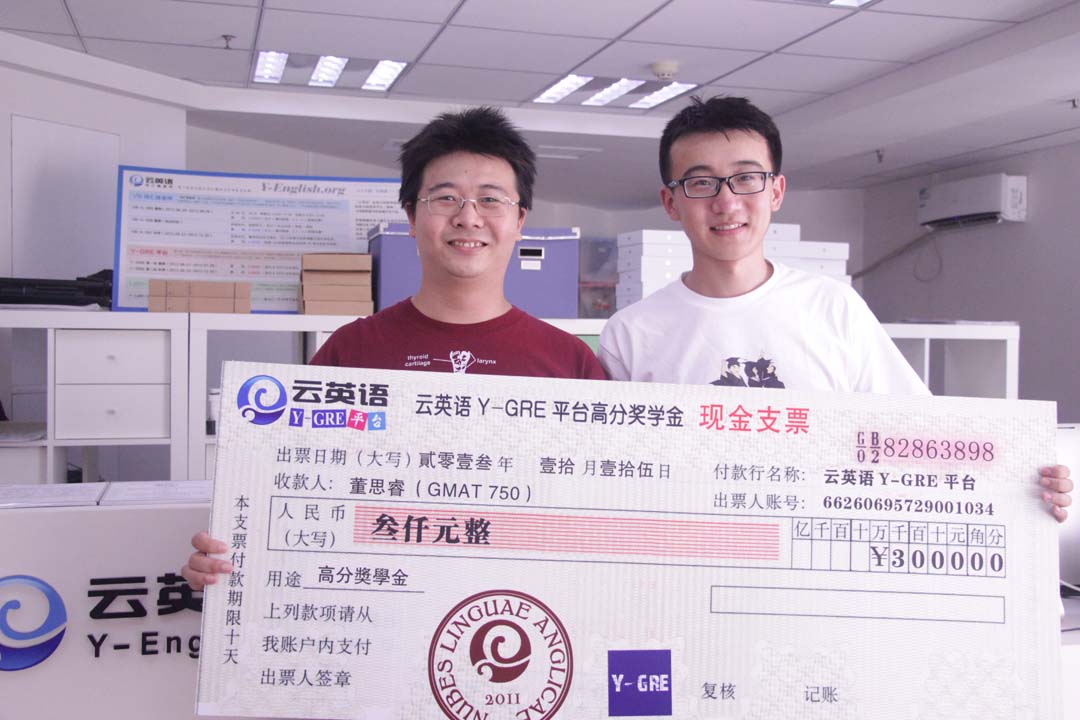 云英语
Y-English.org
Y-GRE 平台
thyroid
cartilage
larynx
云英语
Y-GRE平台
云英语 Y-GRE 平台高分奖学金 现金支票
GB
02 82863898
出票日期（大写）贰零壹叁 年 壹拾 月壹拾伍日
付款行名称： 云英语 Y-GRE 平台
收款人：董思睿（GMAT 750）
出票人账号： 66260695729001034
人民币
（大写）
叁仟元整
亿千百十万千百十元角分
¥300000
用途 高分獎學金
上列款项请从
我账户内支付
出票人签章
本支票付款期限十天
NUBES LINGUAE ANGLICAE
2011
Y-GRE
复核
记账
云英
Y-Eng